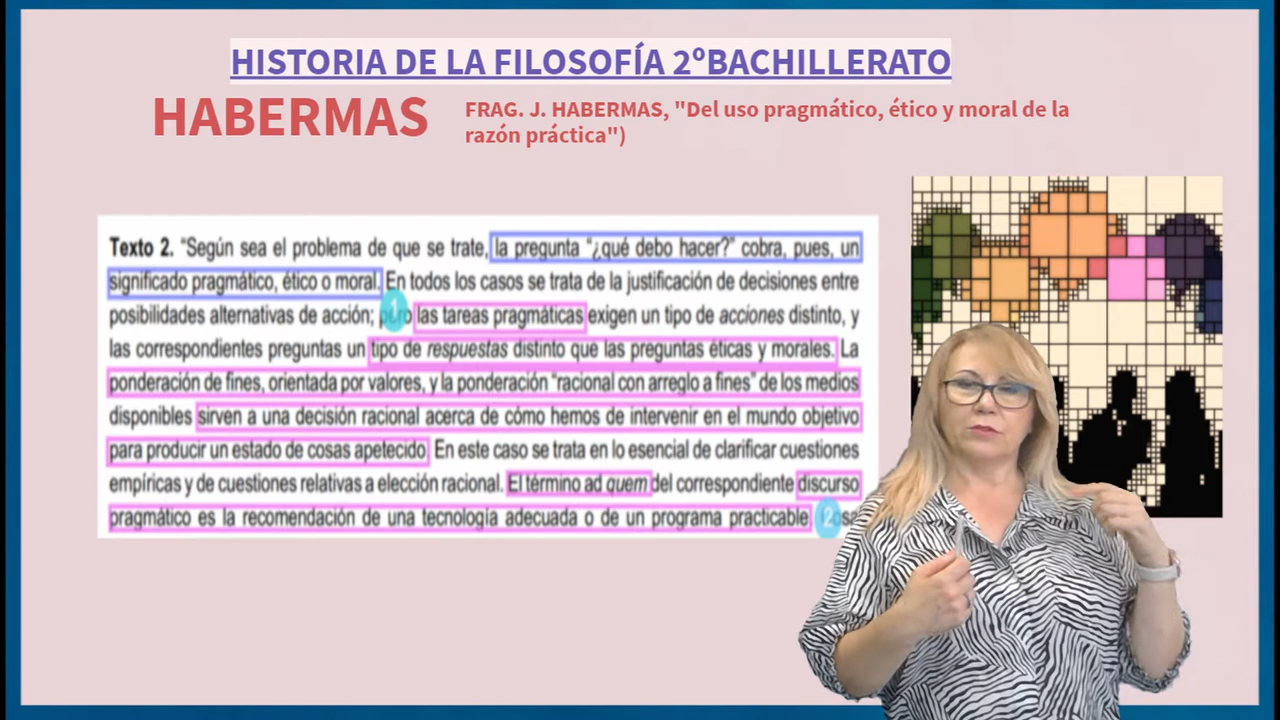 HISTORIA DE LA FILOSOFÍA 2ºBACHILLERATO
HABERMAS
FRAG. J. HABERMAS, "Del uso pragmático, ético y moral de la
razón práctica")
Texto 2. “Según sea el problema de que se trate, la pregunta “¿qué debo hacer?” cobra, pues, un
significado pragmático, ético o moral. En todos los casos se trata de la justificación de decisiones entre
posibilidades alternativas de acción; pero las tareas pragmáticas exigen un tipo de acciones distinto, y
las correspondientes preguntas un tipo de respuestas distinto que las preguntas éticas y morales. La
ponderación de fines, orientada por valores, y la ponderación “racional con arreglo a fines” de los medios
disponibles sirven a una decisión racional acerca de cómo hemos de intervenir en el mundo objetivo
para producir un estado de cosas apetecido. En este caso se trata en lo esencial de clarificar cuestiones
empíricas y de cuestiones relativas a elección racional. El término ad quem del correspondiente discurso
pragmático es la recomendación de una tecnología adecuada o de un programa practicable
1
2